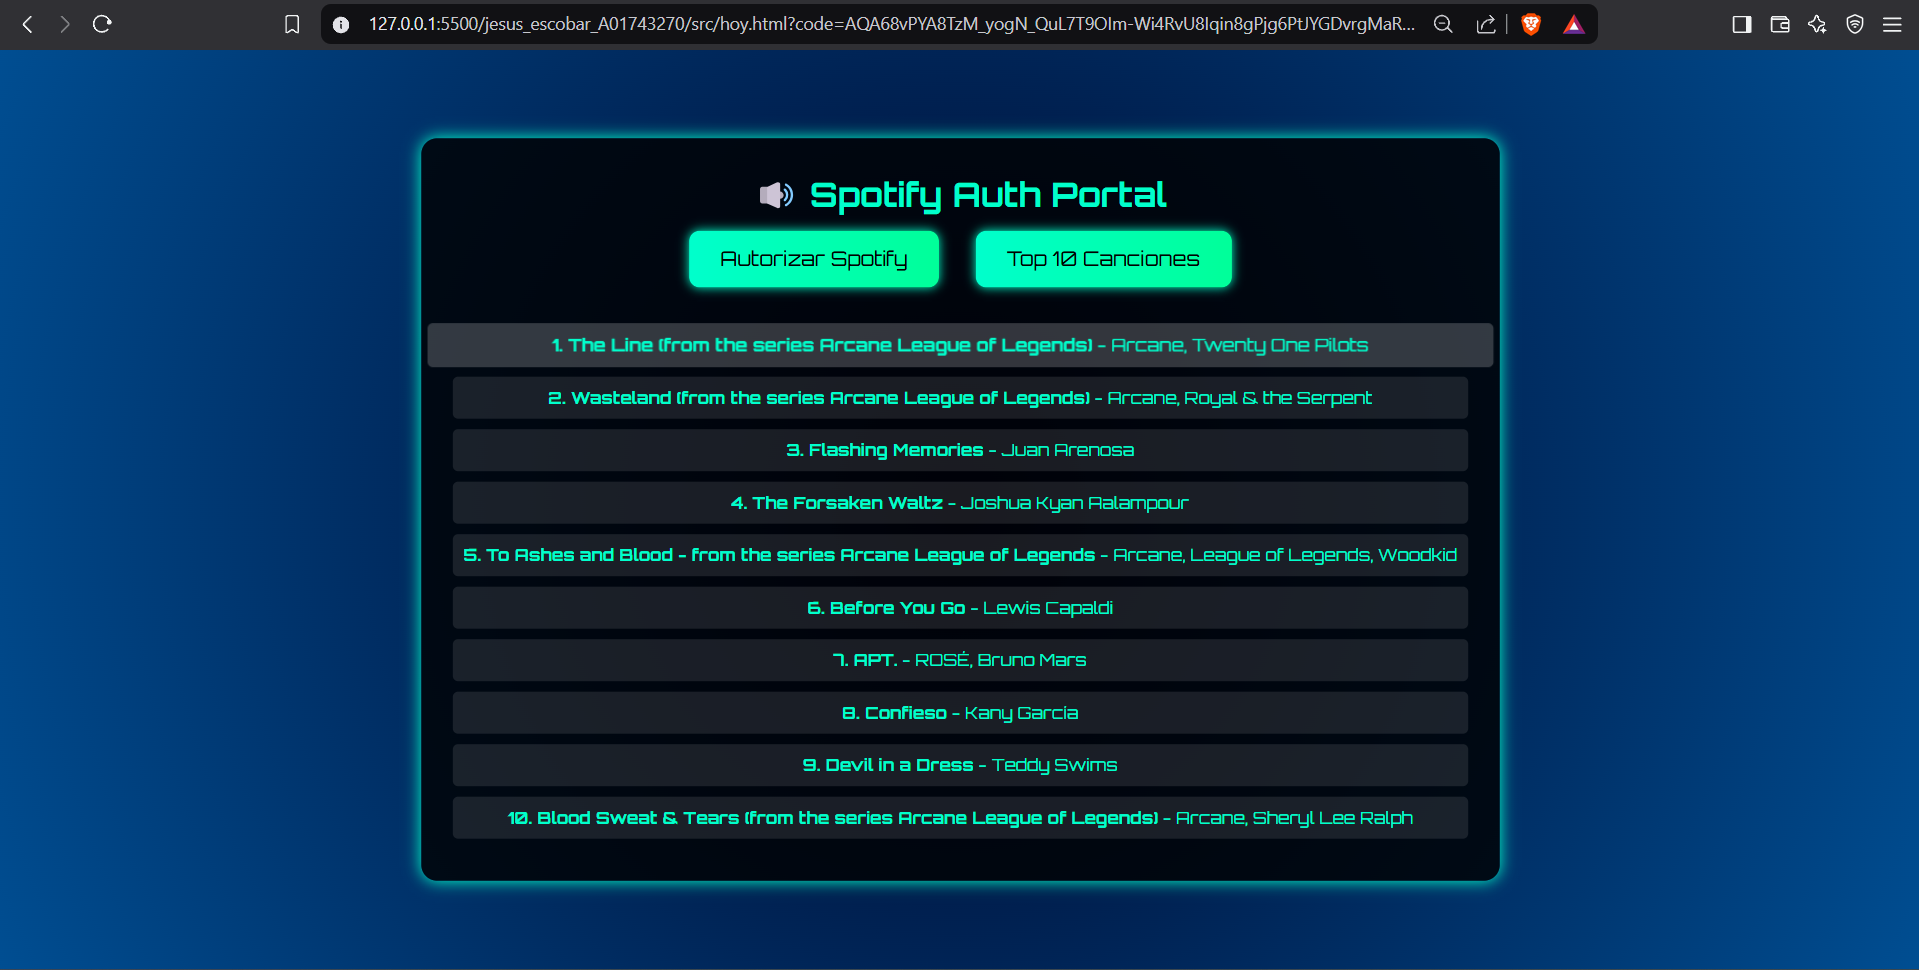 127.0.0.1:5500/jesus_escobar_A01743270/src/hoy.html?code=AQA68vPYA8TzM_yogN_QuL7T9OIm-Wi4RvU8Iqin8gPjg6PtJYGDvrgMaR...
Spotify Auth Portal
Autorizar Spotify
Top 10 Canciones
1. The Line (from the series Arcane League of Legends) - Arcane, Twenty One Pilots
2. Wasteland (from the series Arcane League of Legends) - Arcane, Royal & the Serpent
3. Flashing Memories - Juan Arenosa
4. The Forsaken Waltz - Joshua Kyan Aalampour
5. To Ashes and Blood - from the series Arcane League of Legends - Arcane, League of Legends, Woodkid
6. Before You Go - Lewis Capaldi
7. APT. - ROSÉ, Bruno Mars
8. Confieso - Kany García
9. Devil in a Dress - Teddy Swims
10. Blood Sweat & Tears (from the series Arcane League of Legends) - Arcane, Sheryl Lee Ralph